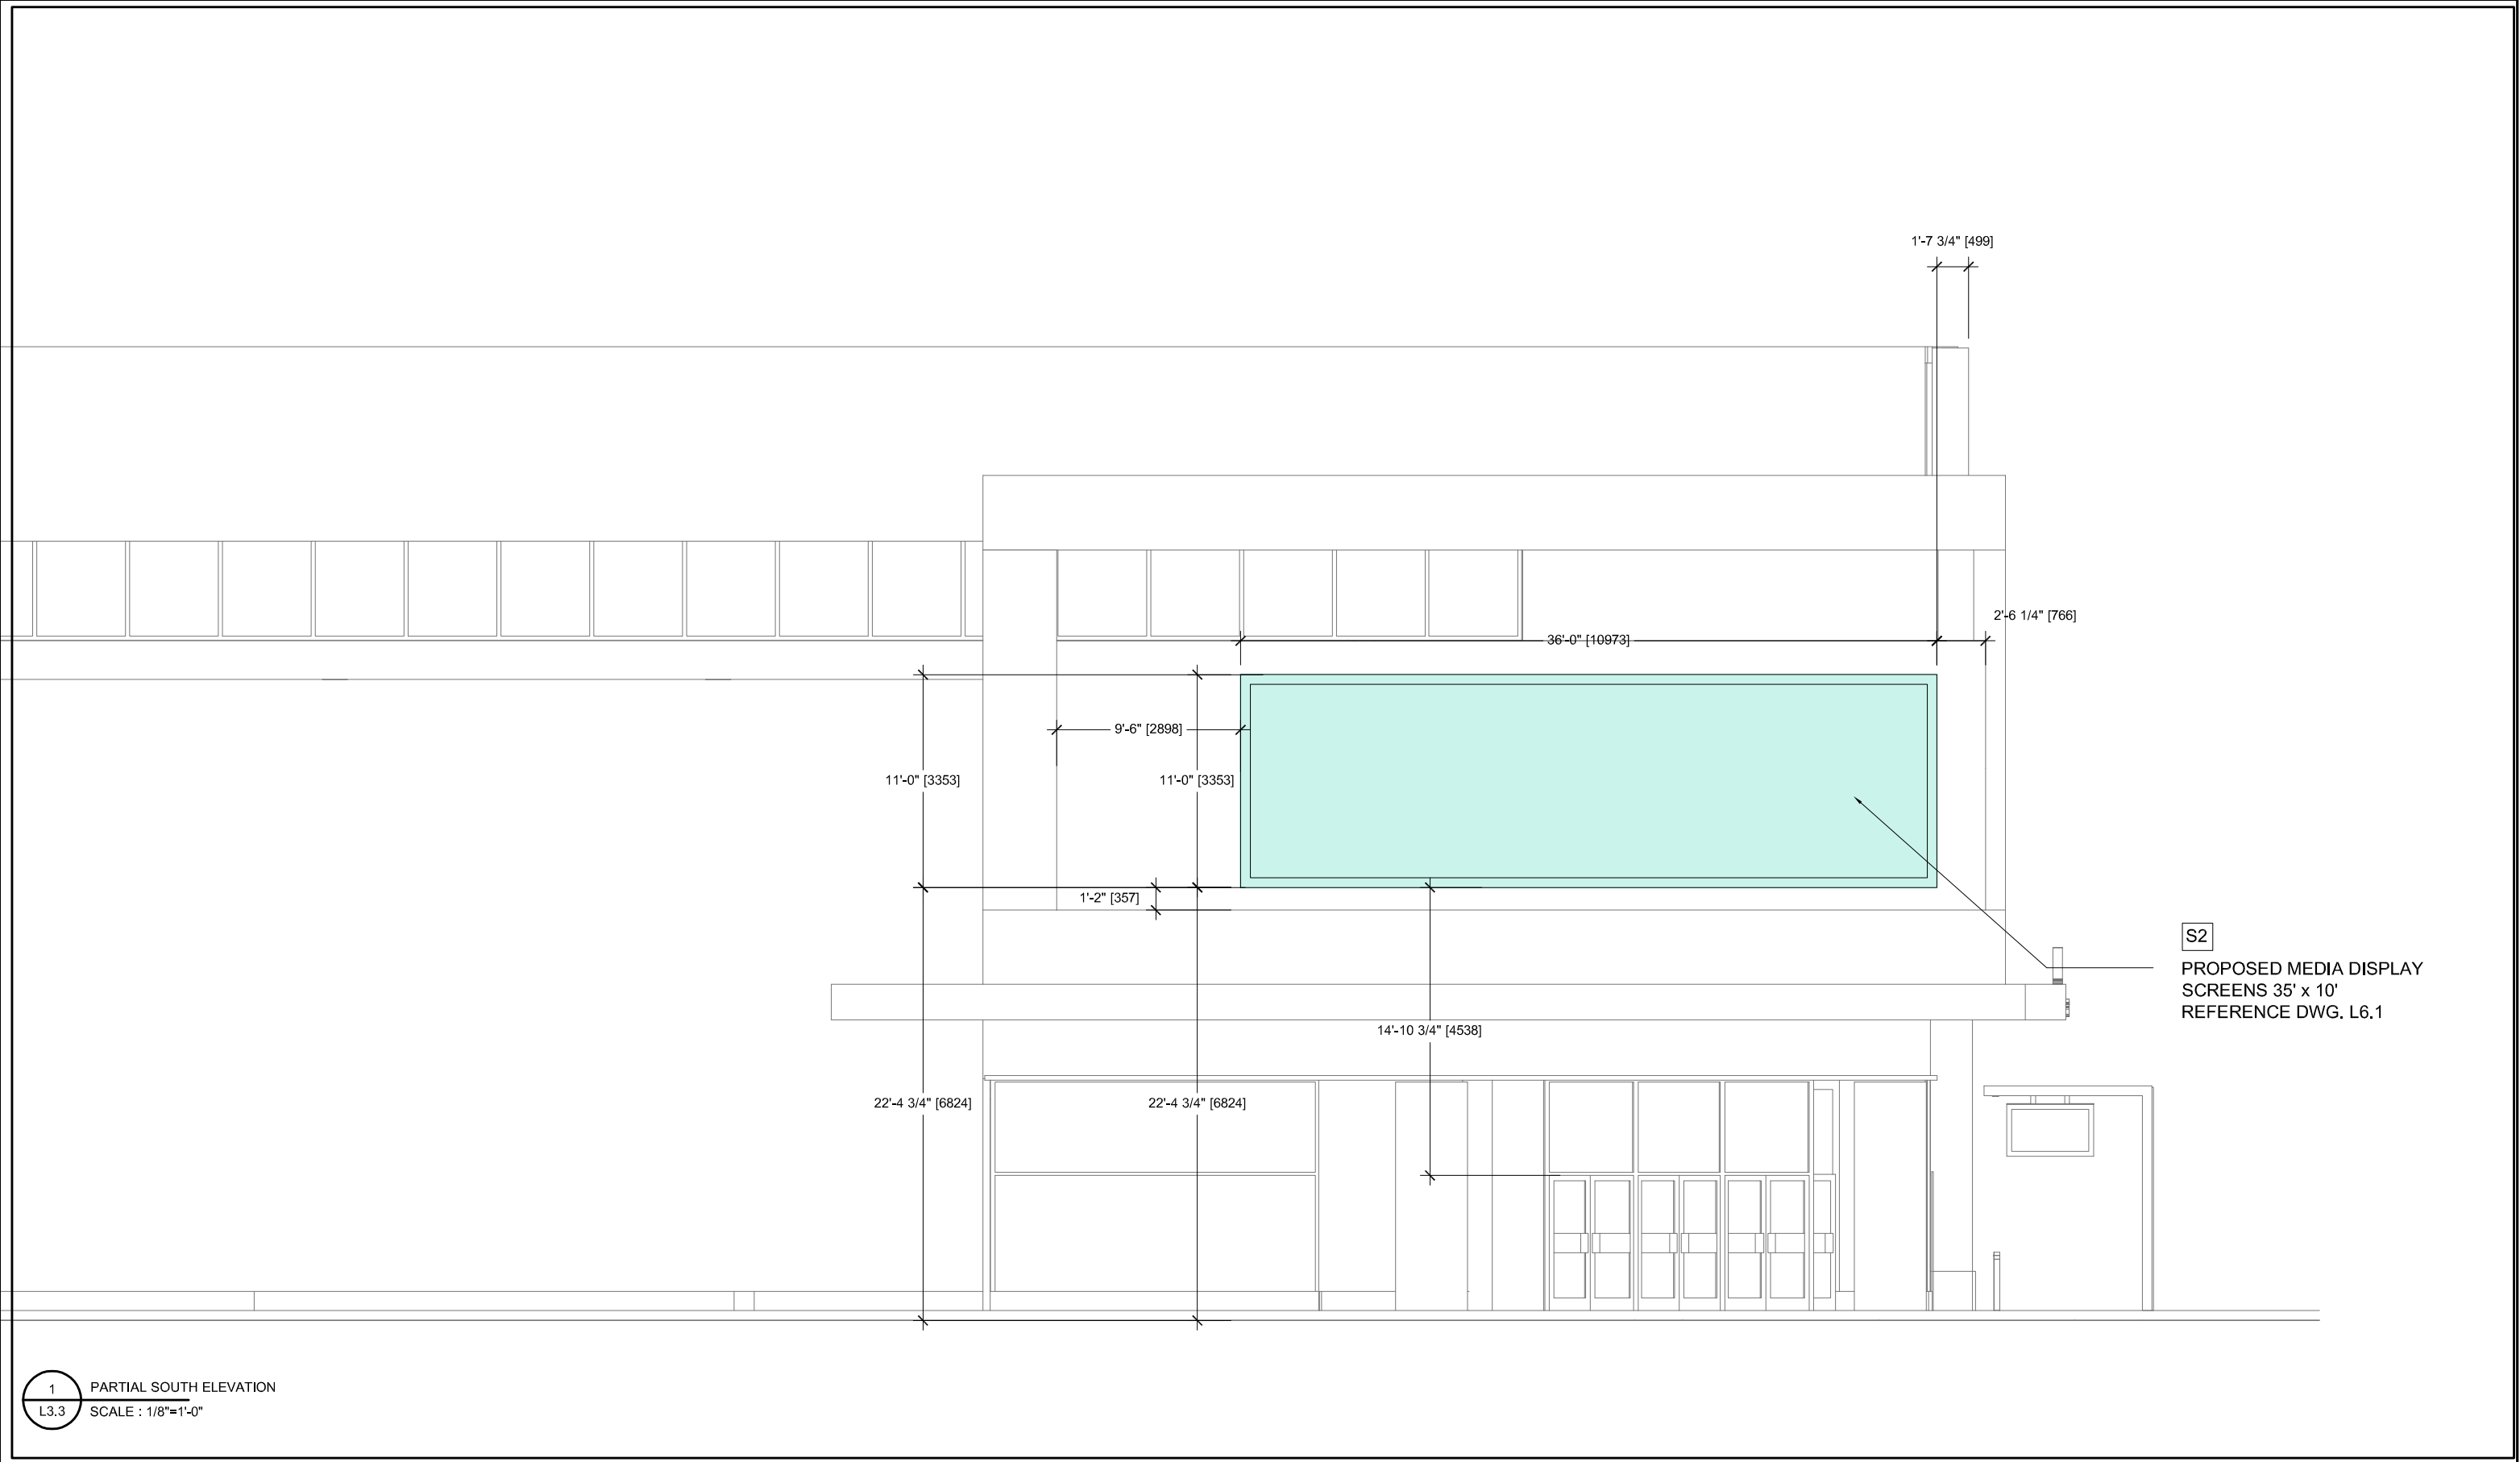 1'-7 3/4" [499]
2'-6 1/4" [766]
36'-0" [10973]
9'-6" [2898]
11'-0" [3353]
11'-0" [3353]
1'-2" [357]
S2
PROPOSED MEDIA DISPLAY
SCREENS 35' x 10'
REFERENCE DWG. L6.1
14'-10 3/4" [4538]
22'-4 3/4" [6824]
22'-4 3/4" [6824]
1
L3.3
PARTIAL SOUTH ELEVATION
SCALE : 1/8"=1'-0"